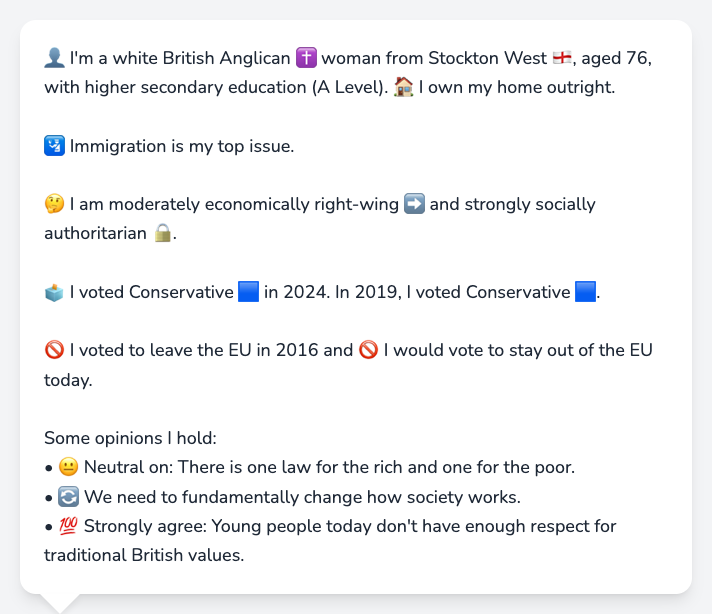 👤 I'm a white British Anglican ✝️ woman from Stockton West 🏴󠁧󠁢󠁥󠁮󠁧󠁿, aged 76,
with higher secondary education (A Level). 🏠 I own my home outright.
🛂 Immigration is my top issue.
🤔 I am moderately economically right-wing ➡️ and strongly socially
authoritarian 🔒.
🗳️ I voted Conservative 🟦 in 2024. In 2019, I voted Conservative 🟦.
🚫 I voted to leave the EU in 2016 and 🚫 I would vote to stay out of the EU
today.
Some opinions I hold:
• 😐 Neutral on: There is one law for the rich and one for the poor.
• 🔄 We need to fundamentally change how society works.
• 💯 Strongly agree: Young people today don't have enough respect for
traditional British values.